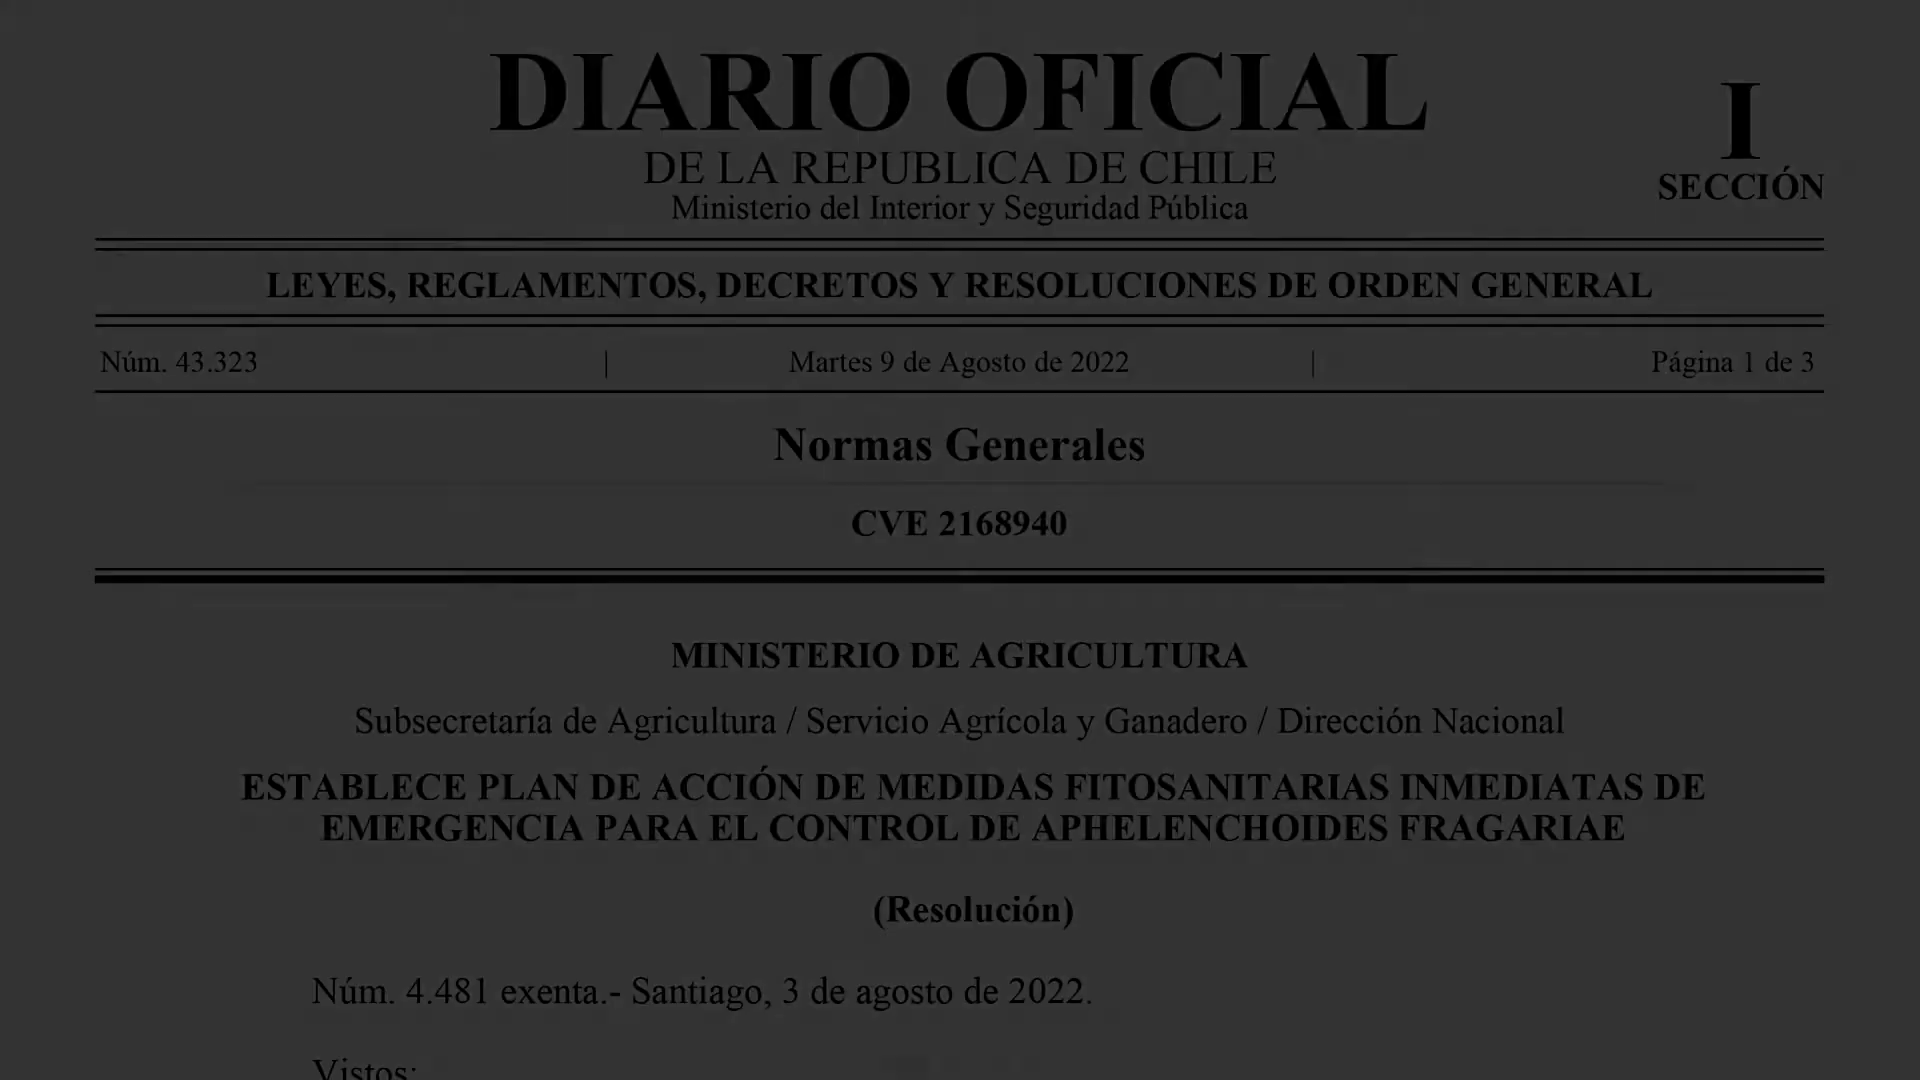 DIARIO OFICIAL
DE LA REPUBLICA DE CHILE
Ministerio del Interior y Seguridad Pública
I
SECCIÓN
LEYES, REGLAMENTOS, DECRETOS Y RESOLUCIONES DE ORDEN GENERAL
Núm. 43.323 | Martes 9 de Agosto de 2022 | Página 1 de 3
Normas Generales
CVE 2168940
MINISTERIO DE AGRICULTURA
Subsecretaría de Agricultura / Servicio Agrícola y Ganadero / Dirección Nacional
ESTABLECE PLAN DE ACCIÓN DE MEDIDAS FITOSANITARIAS INMEDIATAS DE
EMERGENCIA PARA EL CONTROL DE APHELENCHOIDES FRAGARIAE
(Resolución)
Núm. 4.481 exenta.- Santiago, 3 de agosto de 2022.
Vistos: